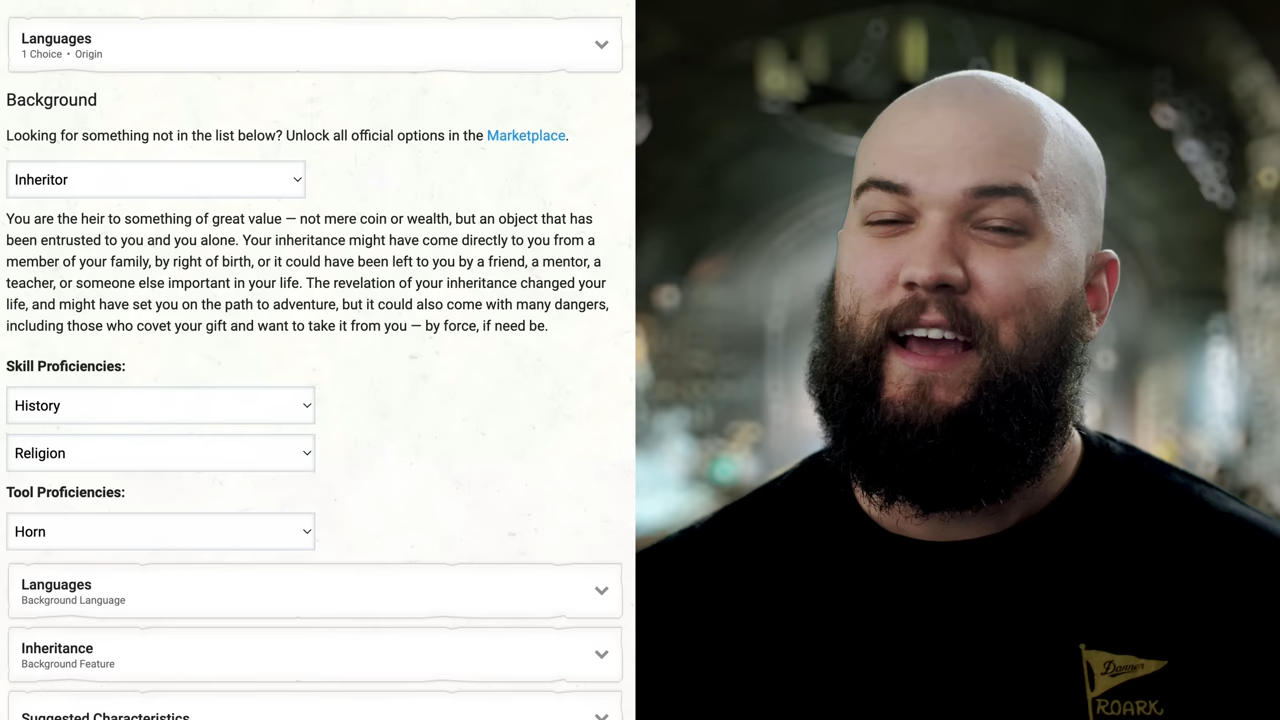 Languages
1 Choice • Origin
Background
Looking for something not in the list below? Unlock all official options in the Marketplace.
Inheritor
You are the heir to something of great value — not mere coin or wealth, but an object that has
been entrusted to you and you alone. Your inheritance might have come directly to you from a
member of your family, by right of birth, or it could have been left to you by a friend, a mentor, a
teacher, or someone else important in your life. The revelation of your inheritance changed your
life, and might have set you on the path to adventure, but it could also come with many dangers,
including those who covet your gift and want to take it from you — by force, if need be.
Skill Proficiencies:
History
Religion
Tool Proficiencies:
Horn
Languages
Background Language
Inheritance
Background Feature
Suggested Characteristics
Danner
ROARK